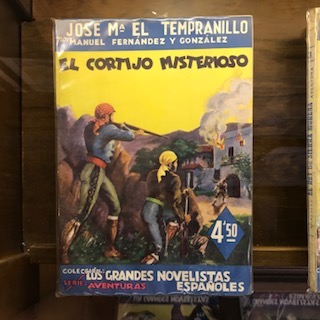 JOSE Mª EL TEMPRANILLO
POR MANUEL FERNÁNDEZ Y GONZÁLEZ
EL CORTIJO MISTERIOSO
4'50
COLECCIÓN: LOS GRANDES NOVELISTAS
SERIE AVENTURAS ESPAÑOLES